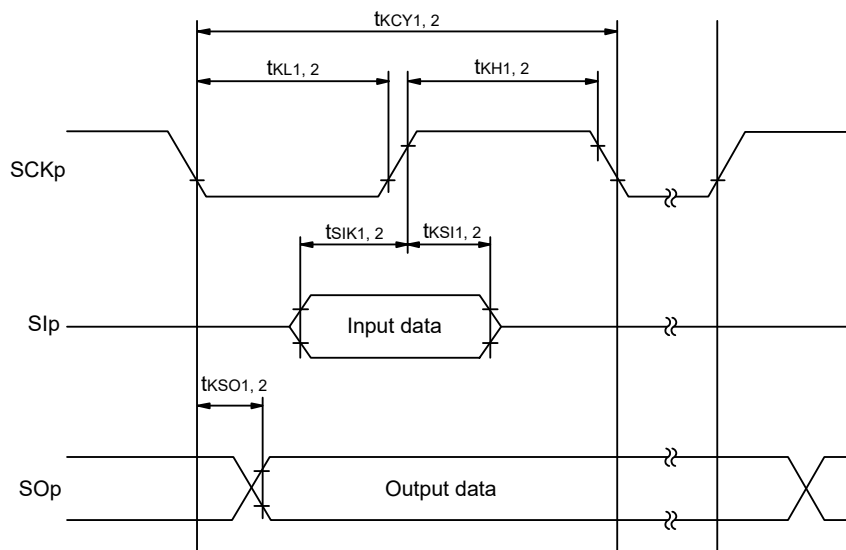 tKCY1, 2
tKL1, 2
tKH1, 2
SCKp
tSIK1, 2
tKSI1, 2
SIp
Input data
tKSO1, 2
SOp
Output data